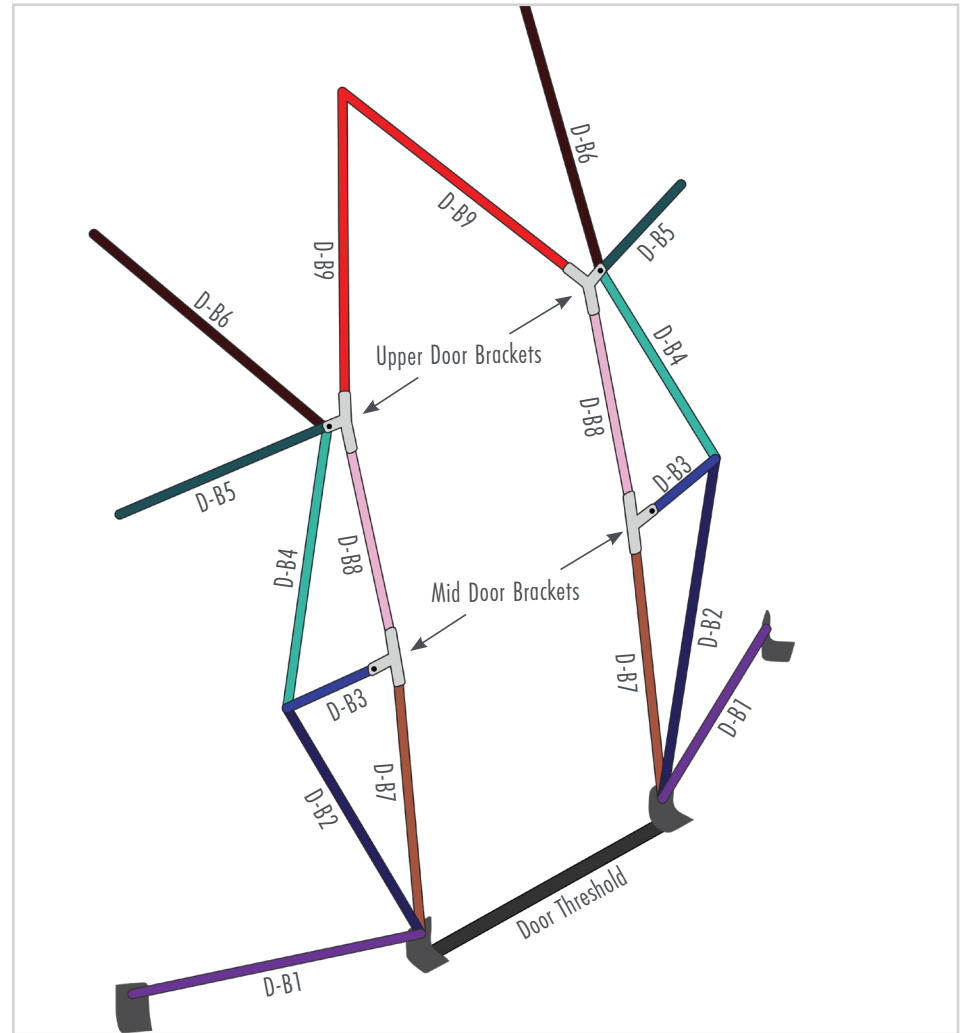 D-B6
D-B5
D-B9
D-B9
D-B6
D-B4
Upper Door Brackets
D-B8
D-B3
D-B5
D-B4
D-B8
Mid Door Brackets
D-B2
D-B7
D-B3
D-B1
D-B7
D-B2
Door Threshold
D-B1